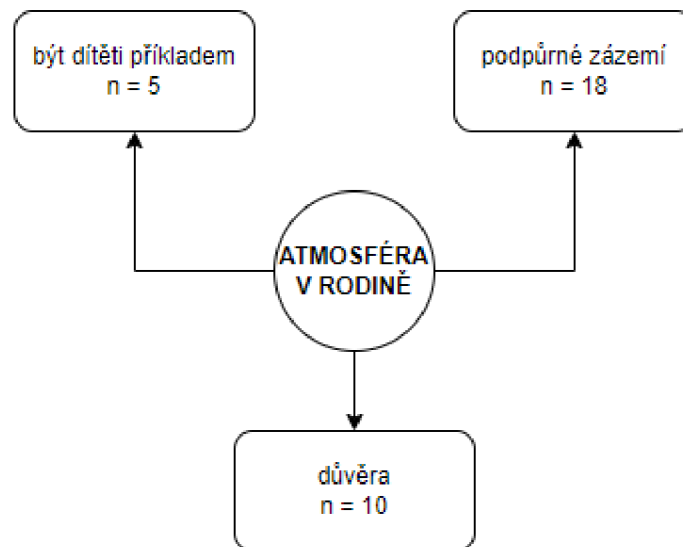 být dítěti příkladem
n = 5
podpůrné zázemí
n = 18
ATMOSFÉRA
V RODINĚ
důvěra
n = 10